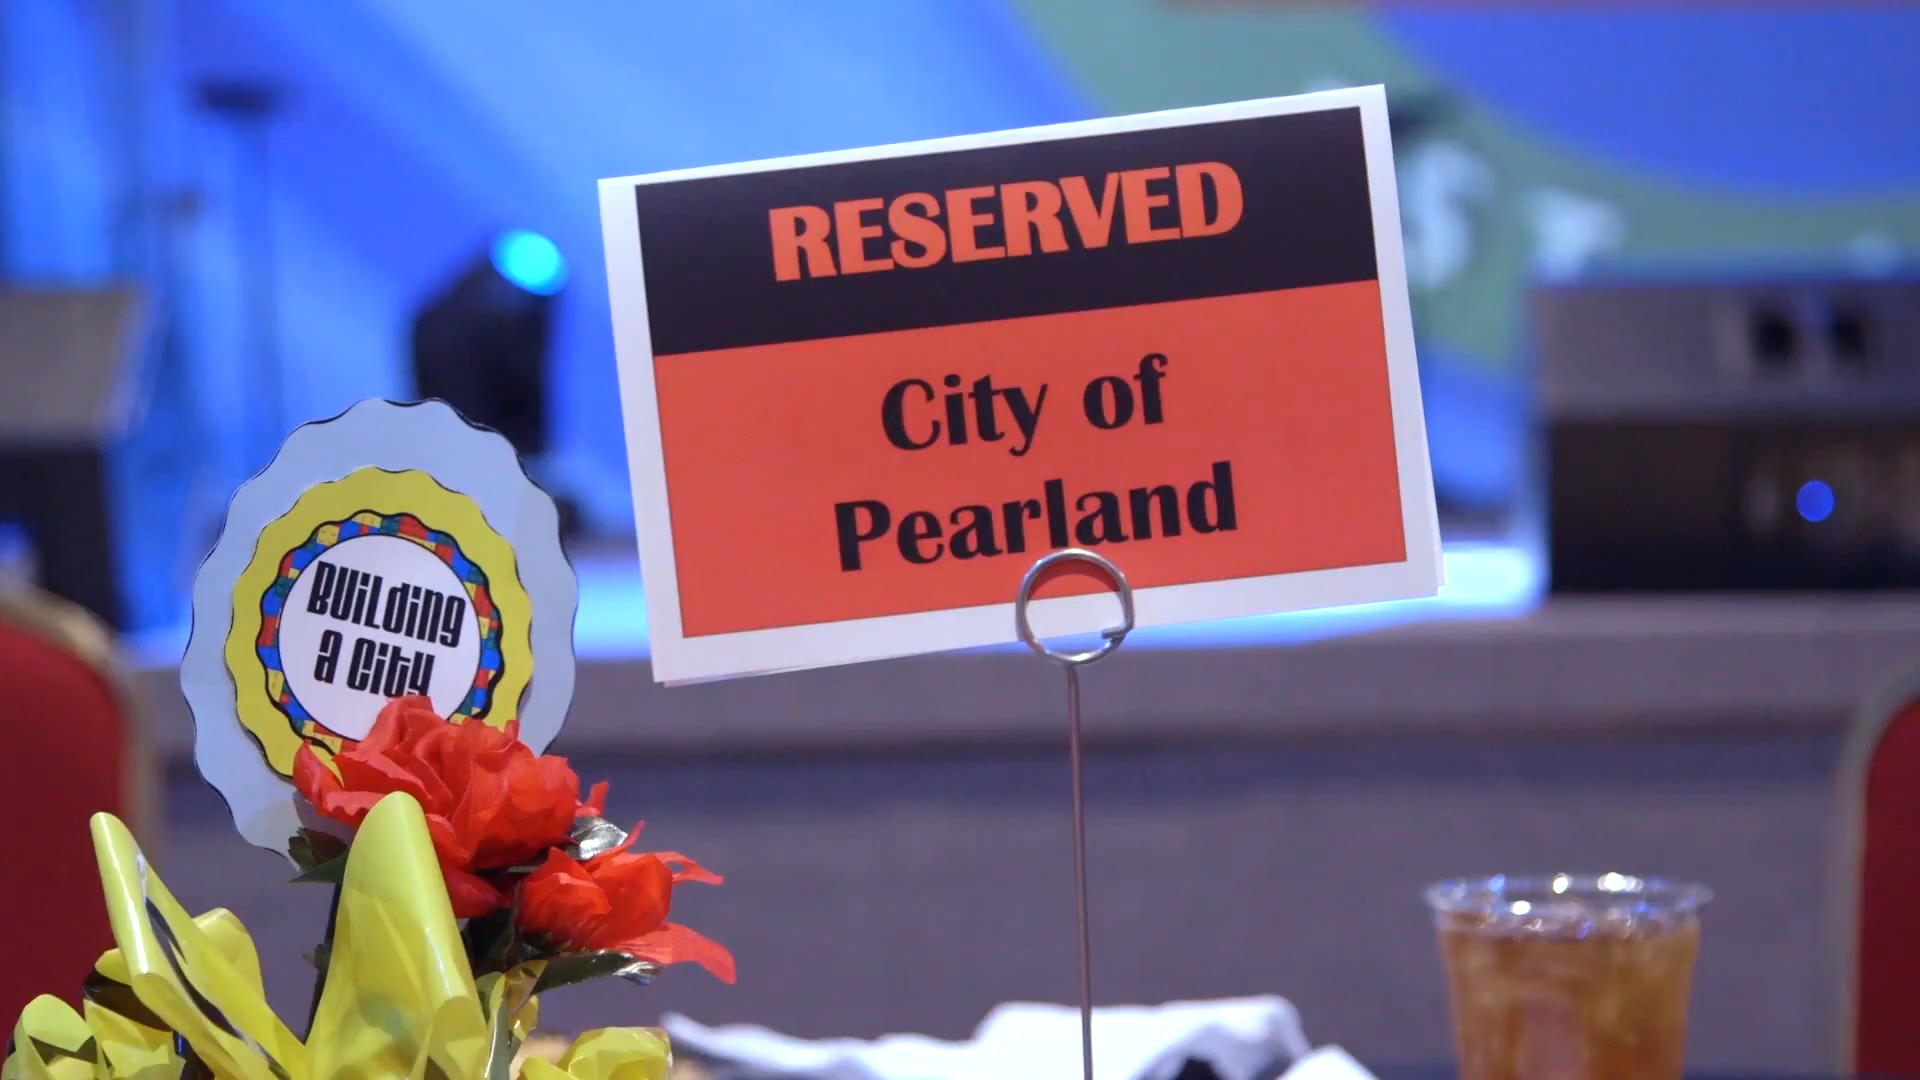 RESERVED
City of
Pearland
BUiLding
a City